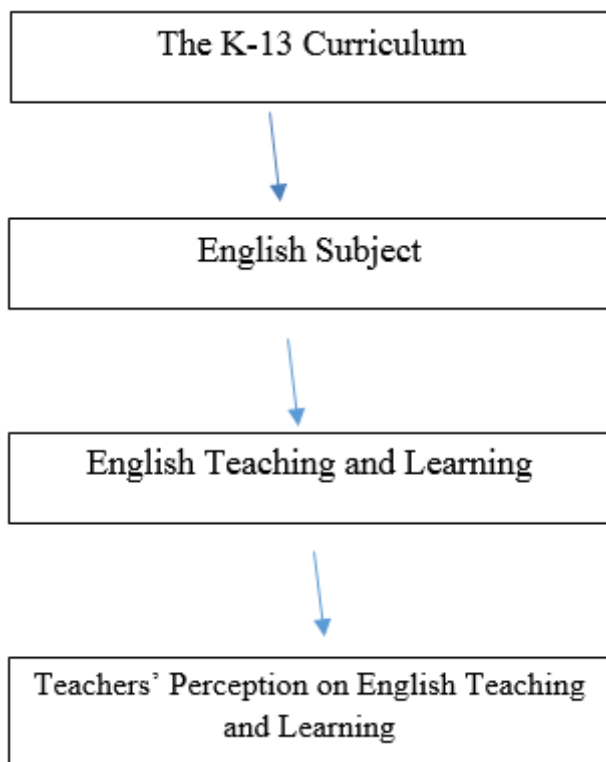 The K-13 Curriculum
English Subject
English Teaching and Learning
Teachers’ Perception on English Teaching
and Learning